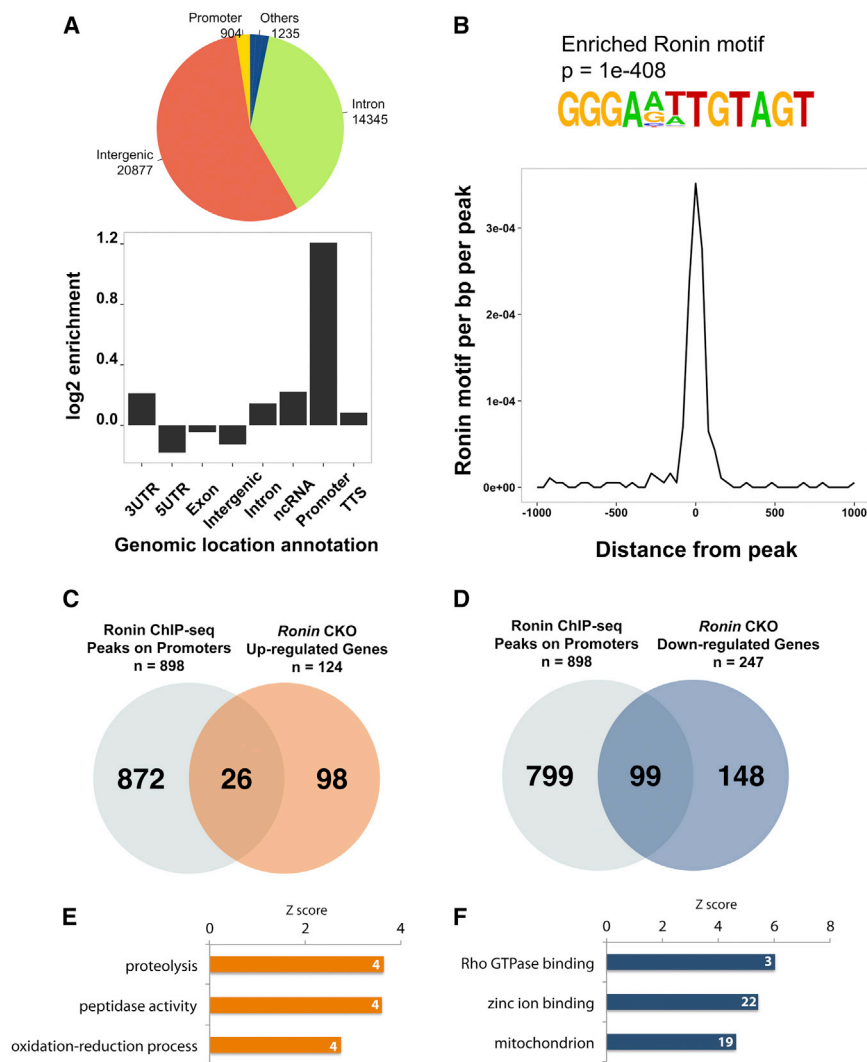 A
Promoter
904
Others
1235
Intron
14345
Intergenic
20877
log2 enrichment
1.2
0.8
0.4
0.0
3UTR
5UTR
Exon
Intergenic
Intron
ncRNA
Promoter
TTS
Genomic location annotation
B
Enriched Ronin motif
p = 1e-408
GGGAATTGTAGT
G A
Ronin motif per bp per peak
3e-04
2e-04
1e-04
0e+00
-1000
-500
0
500
1000
Distance from peak
C
Ronin ChIP-seq
Peaks on Promoters
n = 898
Ronin CKO
Up-regulated Genes
n = 124
872
26
98
D
Ronin ChIP-seq
Peaks on Promoters
n = 898
Ronin CKO
Down-regulated Genes
n = 247
799
99
148
E
Z score
0
2
4
proteolysis
4
peptidase activity
4
oxidation-reduction process
4
F
Z score
0
2
4
6
8
Rho GTPase binding
3
zinc ion binding
22
mitochondrion
19